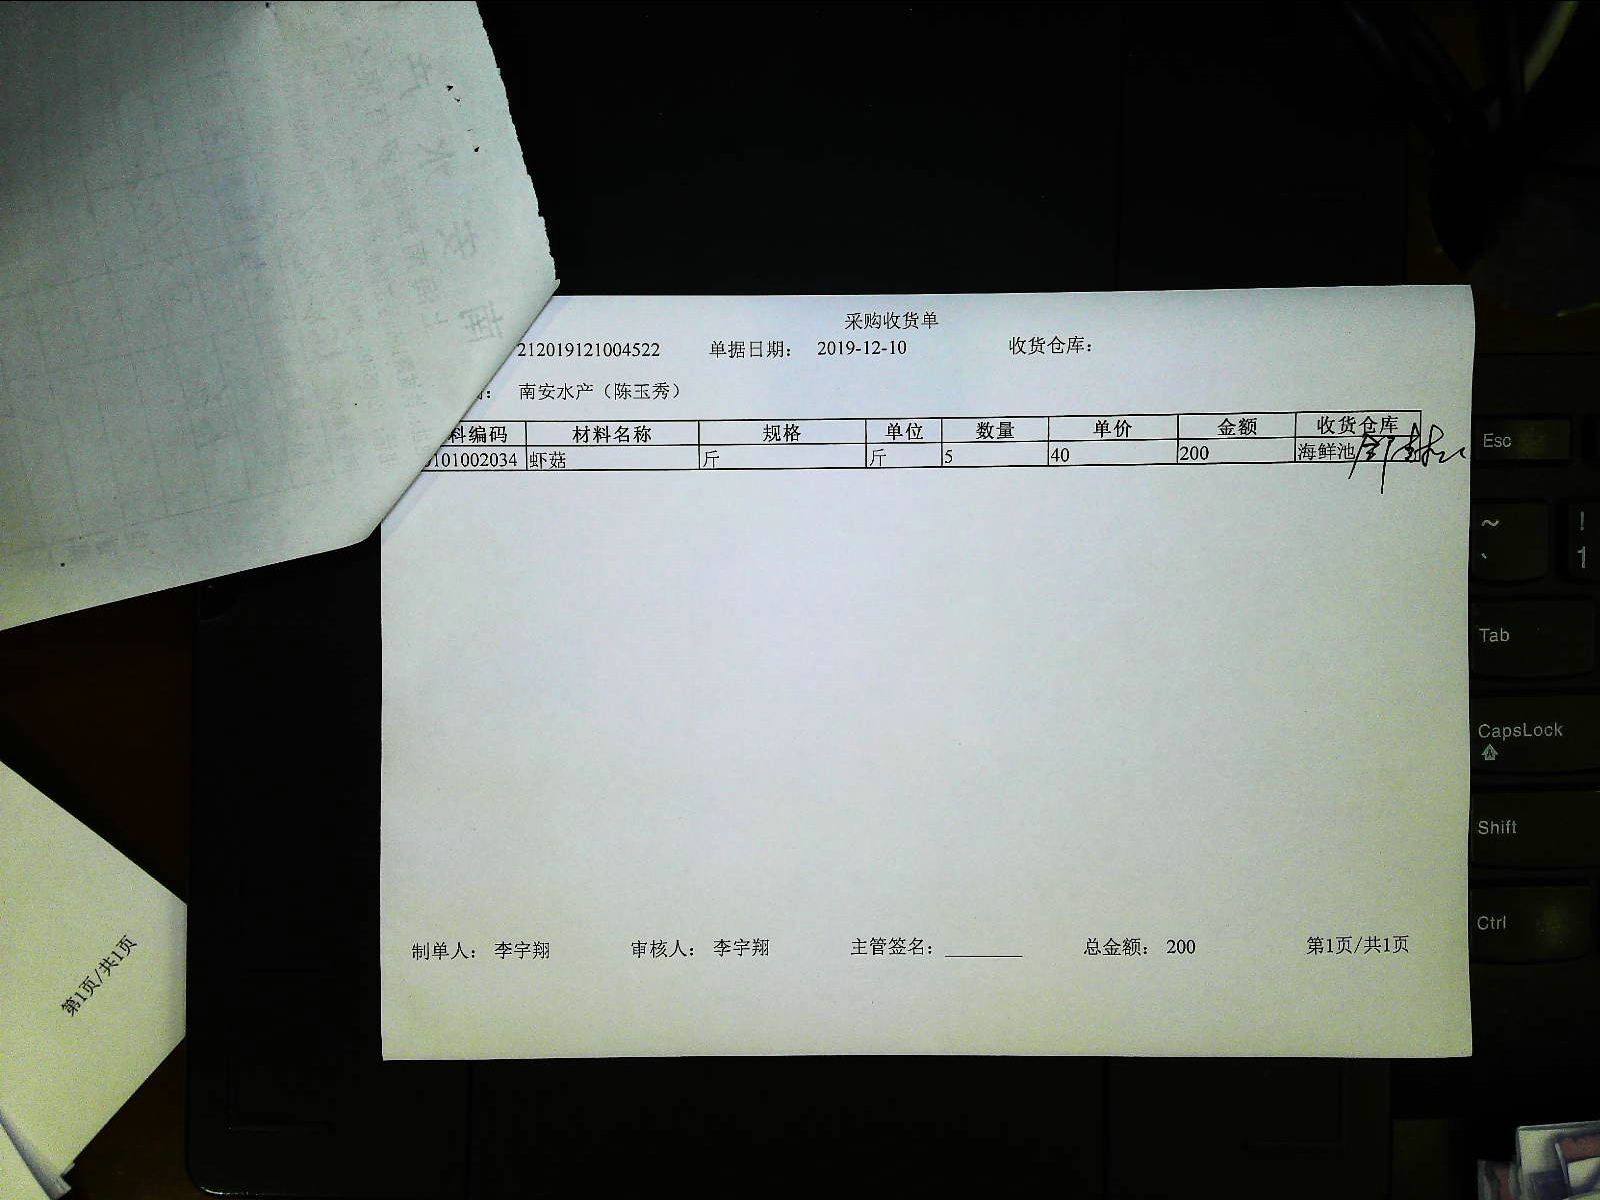 采购收货单
212019121004522 单据日期: 2019-12-10 收货仓库:
: 南安水产（陈玉秀）
料编码 材料名称 规格 单位 数量 单价 金额 收货仓库
101002034 虾菇 斤 斤 5 40 200 海鲜池
制单人: 李宇翔 审核人: 李宇翔 主管签名: 总金额: 200 第1页/共1页
第1页/共1页
Esc
~
`
!
1
Tab
CapsLock
Shift
Ctrl